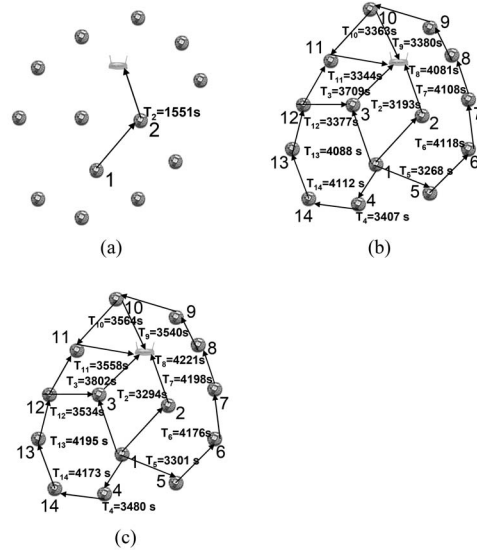 T2=1551s
2
1
(a)
10
9
T10=3363s
T9=3380s
11
8
T8=4081s
T11=3344s
T3=3709s
T7=4108s
12
3
T2=3193s
7
T12=3377s
2
T6=4118s
13
T13=4088 s
6
1
T5=3268 s
T14=4112 s
4
5
14
T4=3407 s
(b)
10
9
T10=3564s
T9=3540s
11
8
T8=4221s
T11=3558s
T7=4198s
T3=3802s
12
3
T2=3294s
7
T12=3534s
2
T6=4176s
13
T13=4195 s
6
1
T5=3301 s
T14=4173 s
4
5
14
T4=3480 s
(c)